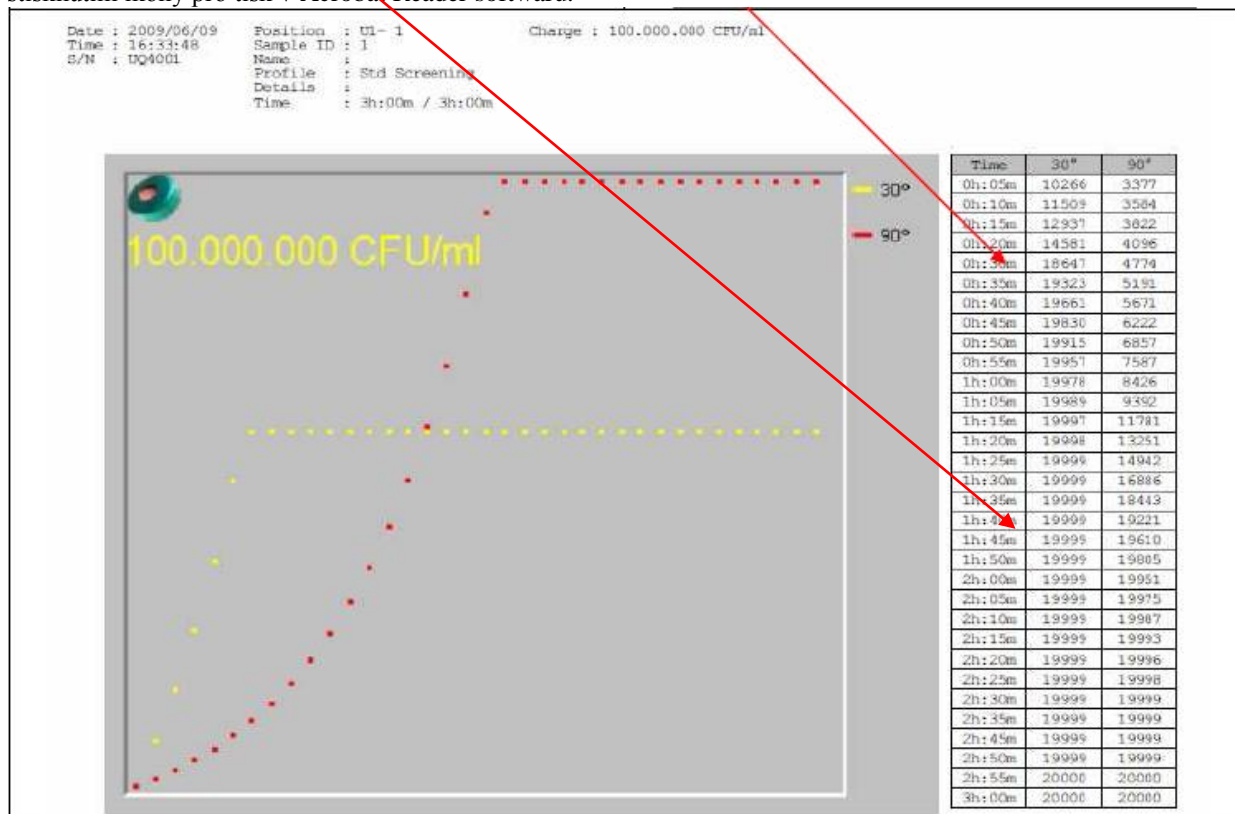 Date : 2009/06/09 Position : U1- 1 Charge : 100.000.000 CFU/ml
Time : 16:33:48 Sample ID : 1
S/N : UQ4001 Name :
Profile : Std Screening
Details :
Time : 3h:00m / 3h:00m
100.000.000 CFU/ml
30°
90°
Time 30° 90°
0h:05m 10266 3377
0h:10m 11509 3584
0h:15m 12937 3822
0h:20m 14581 4096
0h:30m 18647 4774
0h:35m 19323 5191
0h:40m 19661 5671
0h:45m 19830 6222
0h:50m 19915 6857
0h:55m 19957 7587
1h:00m 19978 8426
1h:05m 19989 9392
1h:15m 19997 11781
1h:20m 19998 13251
1h:25m 19999 14942
1h:30m 19999 16886
1h:35m 19999 18443
19999 19221
1h:45m 19999 19610
1h:50m 19999 19805
2h:00m 19999 19951
2h:05m 19999 19975
2h:10m 19999 19987
2h:15m 19999 19993
2h:20m 19999 19996
2h:25m 19999 19998
2h:30m 19999 19999
2h:35m 19999 19999
2h:45m 19999 19999
2h:50m 19999 19999
2h:55m 20000 20000
3h:00m 20000 20000